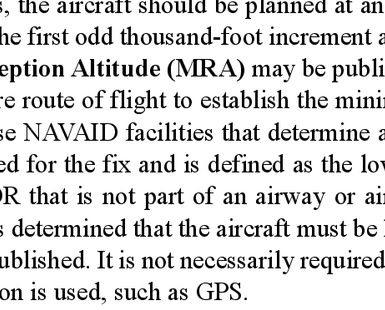 s, the aircraft should be planned at an
he first odd thousand-foot increment a
eption Altitude (MRA) may be publi
re route of flight to establish the mini
se NAVAID facilities that determine a
ed for the fix and is defined as the low
OR that is not part of an airway or air
s determined that the aircraft must be
ublished. It is not necessarily required
on is used, such as GPS.